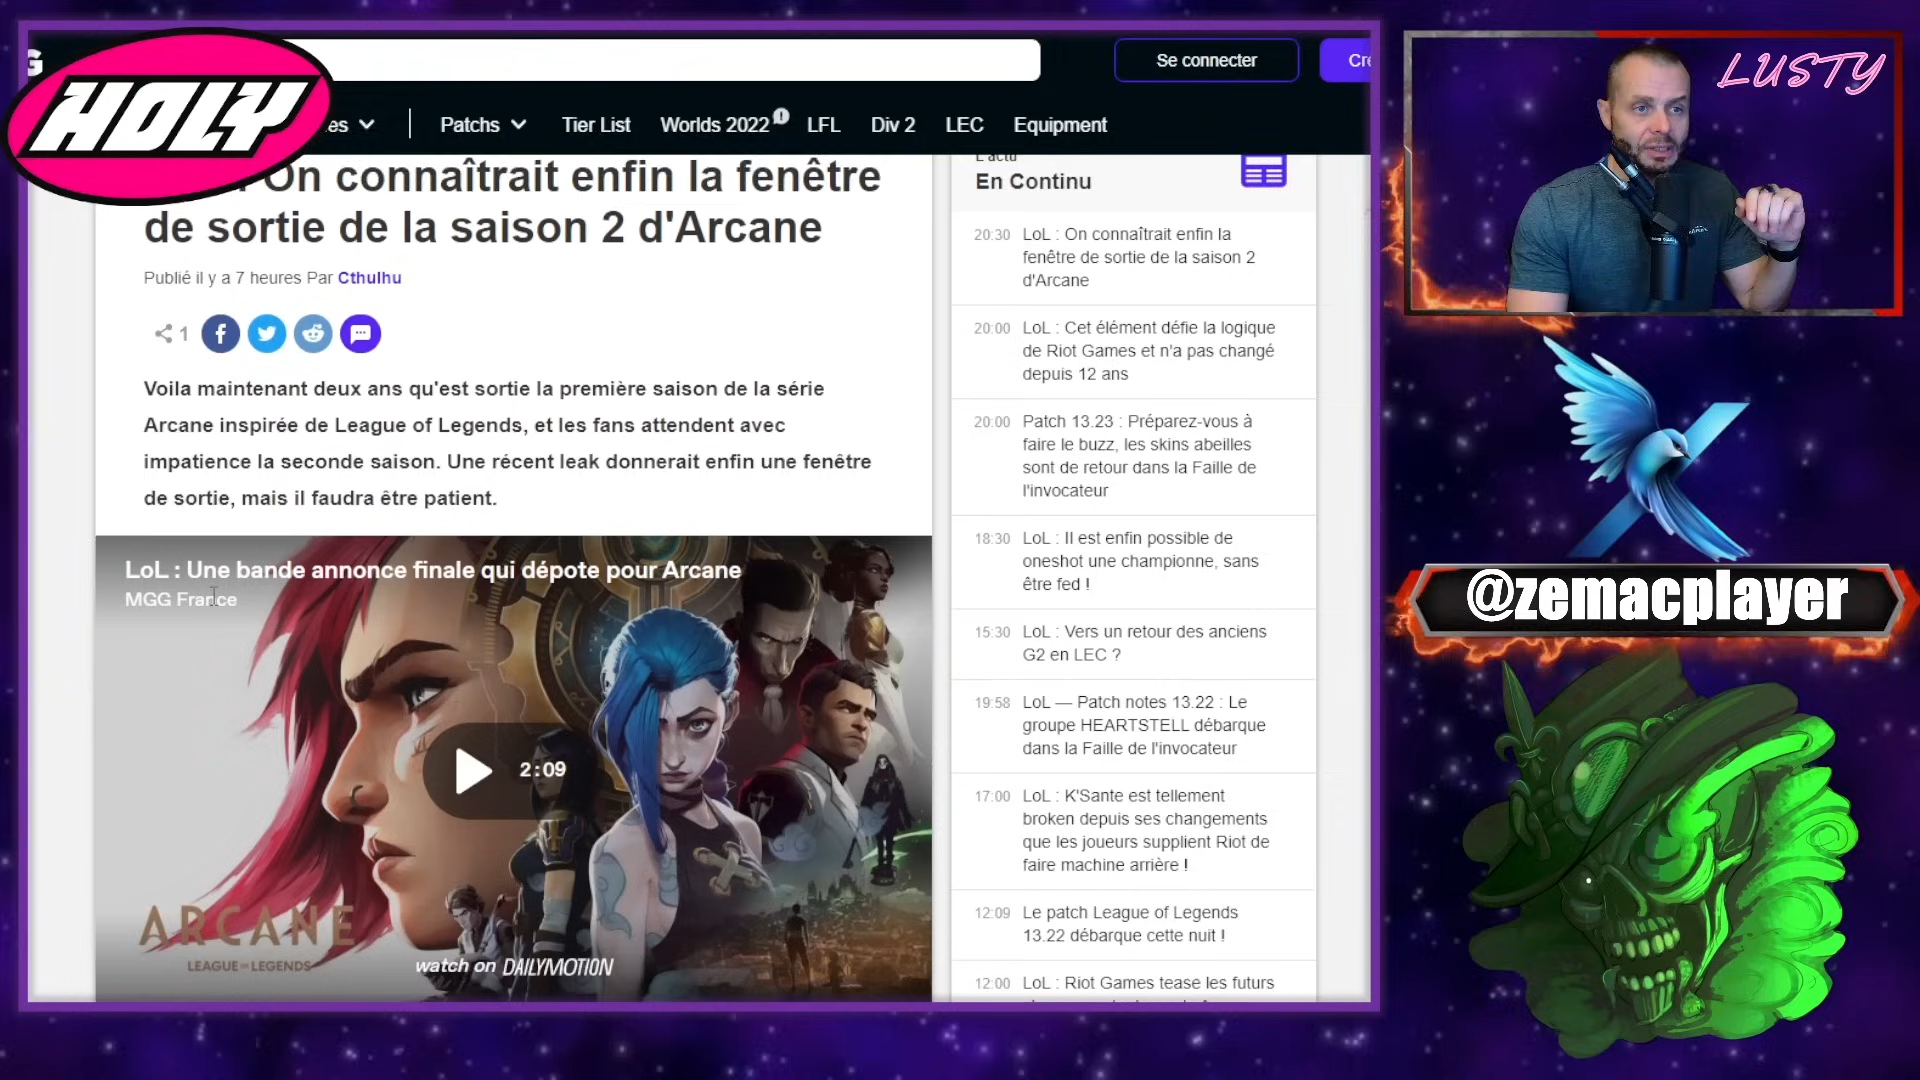 G
HOLY
Se connecter
es
Patchs
Tier List
Worlds 2022
LFL
Div 2
LEC
Equipment
On connaîtrait enfin la fenêtre
de sortie de la saison 2 d'Arcane
Publié il y a 7 heures Par Cthulhu
1
Voila maintenant deux ans qu'est sortie la première saison de la série
Arcane inspirée de League of Legends, et les fans attendent avec
impatience la seconde saison. Une récent leak donnerait enfin une fenêtre
de sortie, mais il faudra être patient.
LoL : Une bande annonce finale qui dépote pour Arcane
MGG France
2:09
ARCANE
LEAGUE OF LEGENDS
watch on DAILYMOTION
L'actu
En Continu
20:30 LoL : On connaîtrait enfin la
fenêtre de sortie de la saison 2
d'Arcane
20:00 LoL : Cet élément défie la logique
de Riot Games et n'a pas changé
depuis 12 ans
20:00 Patch 13.23 : Préparez-vous à
faire le buzz, les skins abeilles
sont de retour dans la Faille de
l'invocateur
18:30 LoL : Il est enfin possible de
oneshot une championne, sans
être fed !
15:30 LoL : Vers un retour des anciens
G2 en LEC ?
19:58 LoL — Patch notes 13.22 : Le
groupe HEARTSTELL débarque
dans la Faille de l'invocateur
17:00 LoL : K'Sante est tellement
broken depuis ses changements
que les joueurs supplient Riot de
faire machine arrière !
12:09 Le patch League of Legends
13.22 débarque cette nuit !
12:00 LoL : Riot Games tease les futurs
LUSTY
@zemacplayer